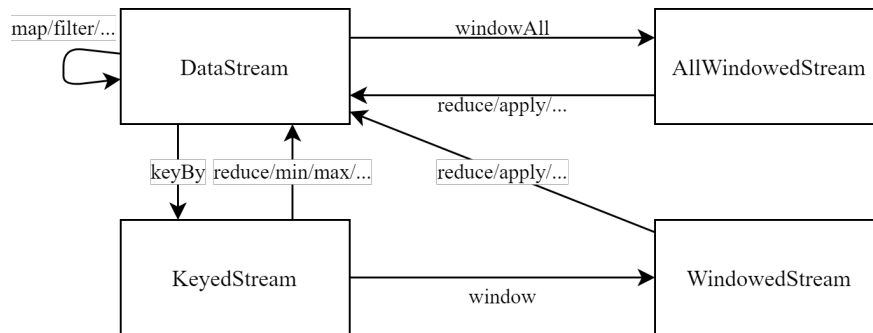 map/filter/...
windowAll
DataStream
AllWindowedStream
reduce/apply/...
keyBy
reduce/min/max/...
reduce/apply/...
KeyedStream
WindowedStream
window